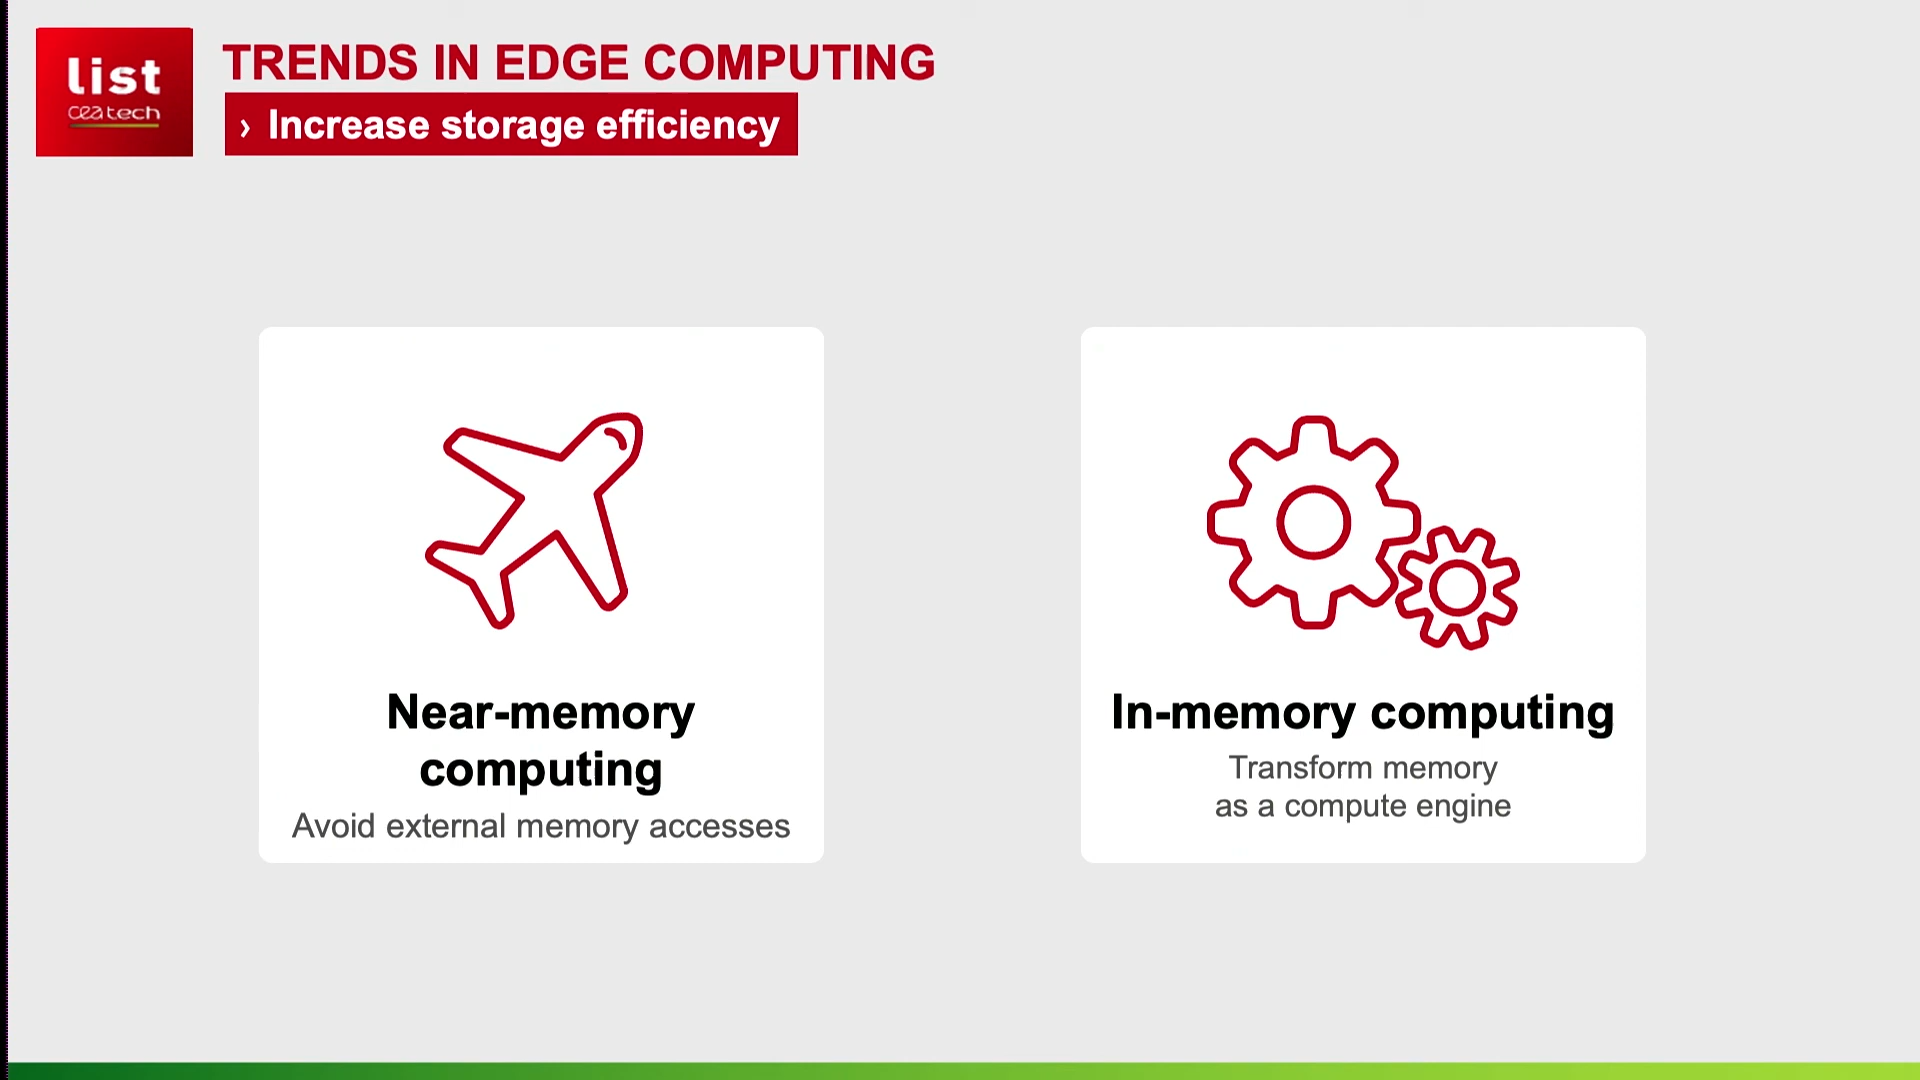 list
ceatech
TRENDS IN EDGE COMPUTING
› Increase storage efficiency
Near-memory
computing
Avoid external memory accesses
In-memory computing
Transform memory
as a compute engine